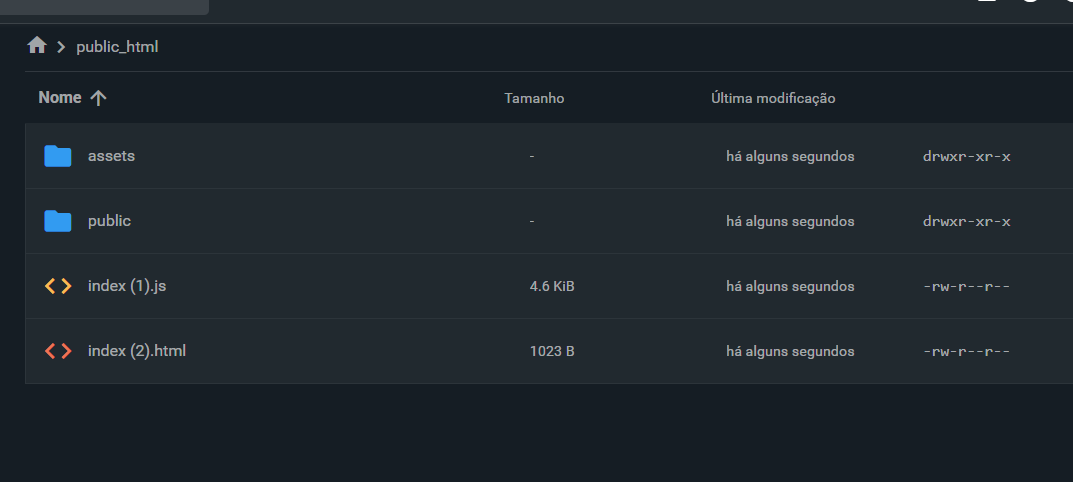 public_html
Nome Tamanho Última modificação
assets - há alguns segundos drwxr-xr-x
public - há alguns segundos drwxr-xr-x
index (1).js 4.6 KiB há alguns segundos -rw-r--r--
index (2).html 1023 B há alguns segundos -rw-r--r--